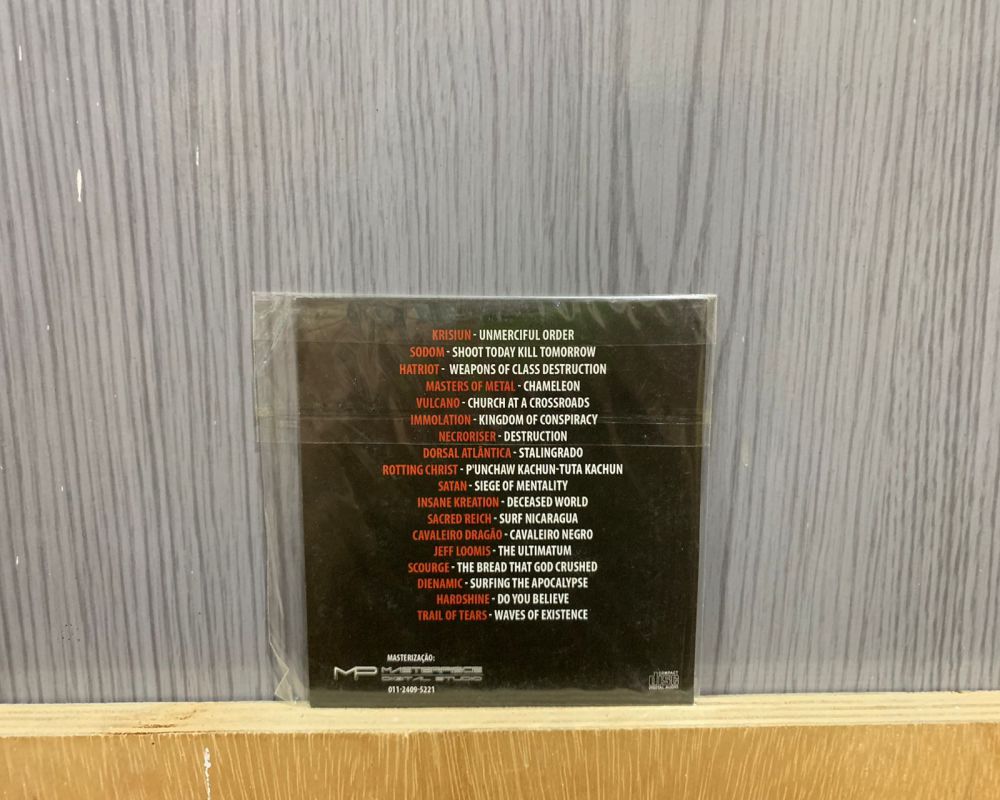 KRISIUN - UNMERCIFUL ORDER
SODOM - SHOOT TODAY KILL TOMORROW
HATRIOT - WEAPONS OF CLASS DESTRUCTION
MASTERS OF METAL - CHAMELEON
VULCANO - CHURCH AT A CROSSROADS
IMMOLATION - KINGDOM OF CONSPIRACY
NECRORISER - DESTRUCTION
DORSAL ATLÂNTICA - STALINGRADO
ROTTING CHRIST - P'UNCHAW KACHUN-TUTA KACHUN
SATAN - SIEGE OF MENTALITY
INSANE KREATION - DECEASED WORLD
SACRED REICH - SURF NICARAGUA
CAVALEIRO DRAGÃO - CAVALEIRO NEGRO
JEFF LOOMIS - THE ULTIMATUM
SCOURGE - THE BREAD THAT GOD CRUSHED
DIENAMIC - SURFING THE APOCALYPSE
HARDSHINE - DO YOU BELIEVE
TRAIL OF TEARS - WAVES OF EXISTENCE
MASTERIZAÇÃO:
MP MASTERPIECE
DIGITAL STUDIO
011-2409-5221
COMPACT
disc
DIGITAL AUDIO